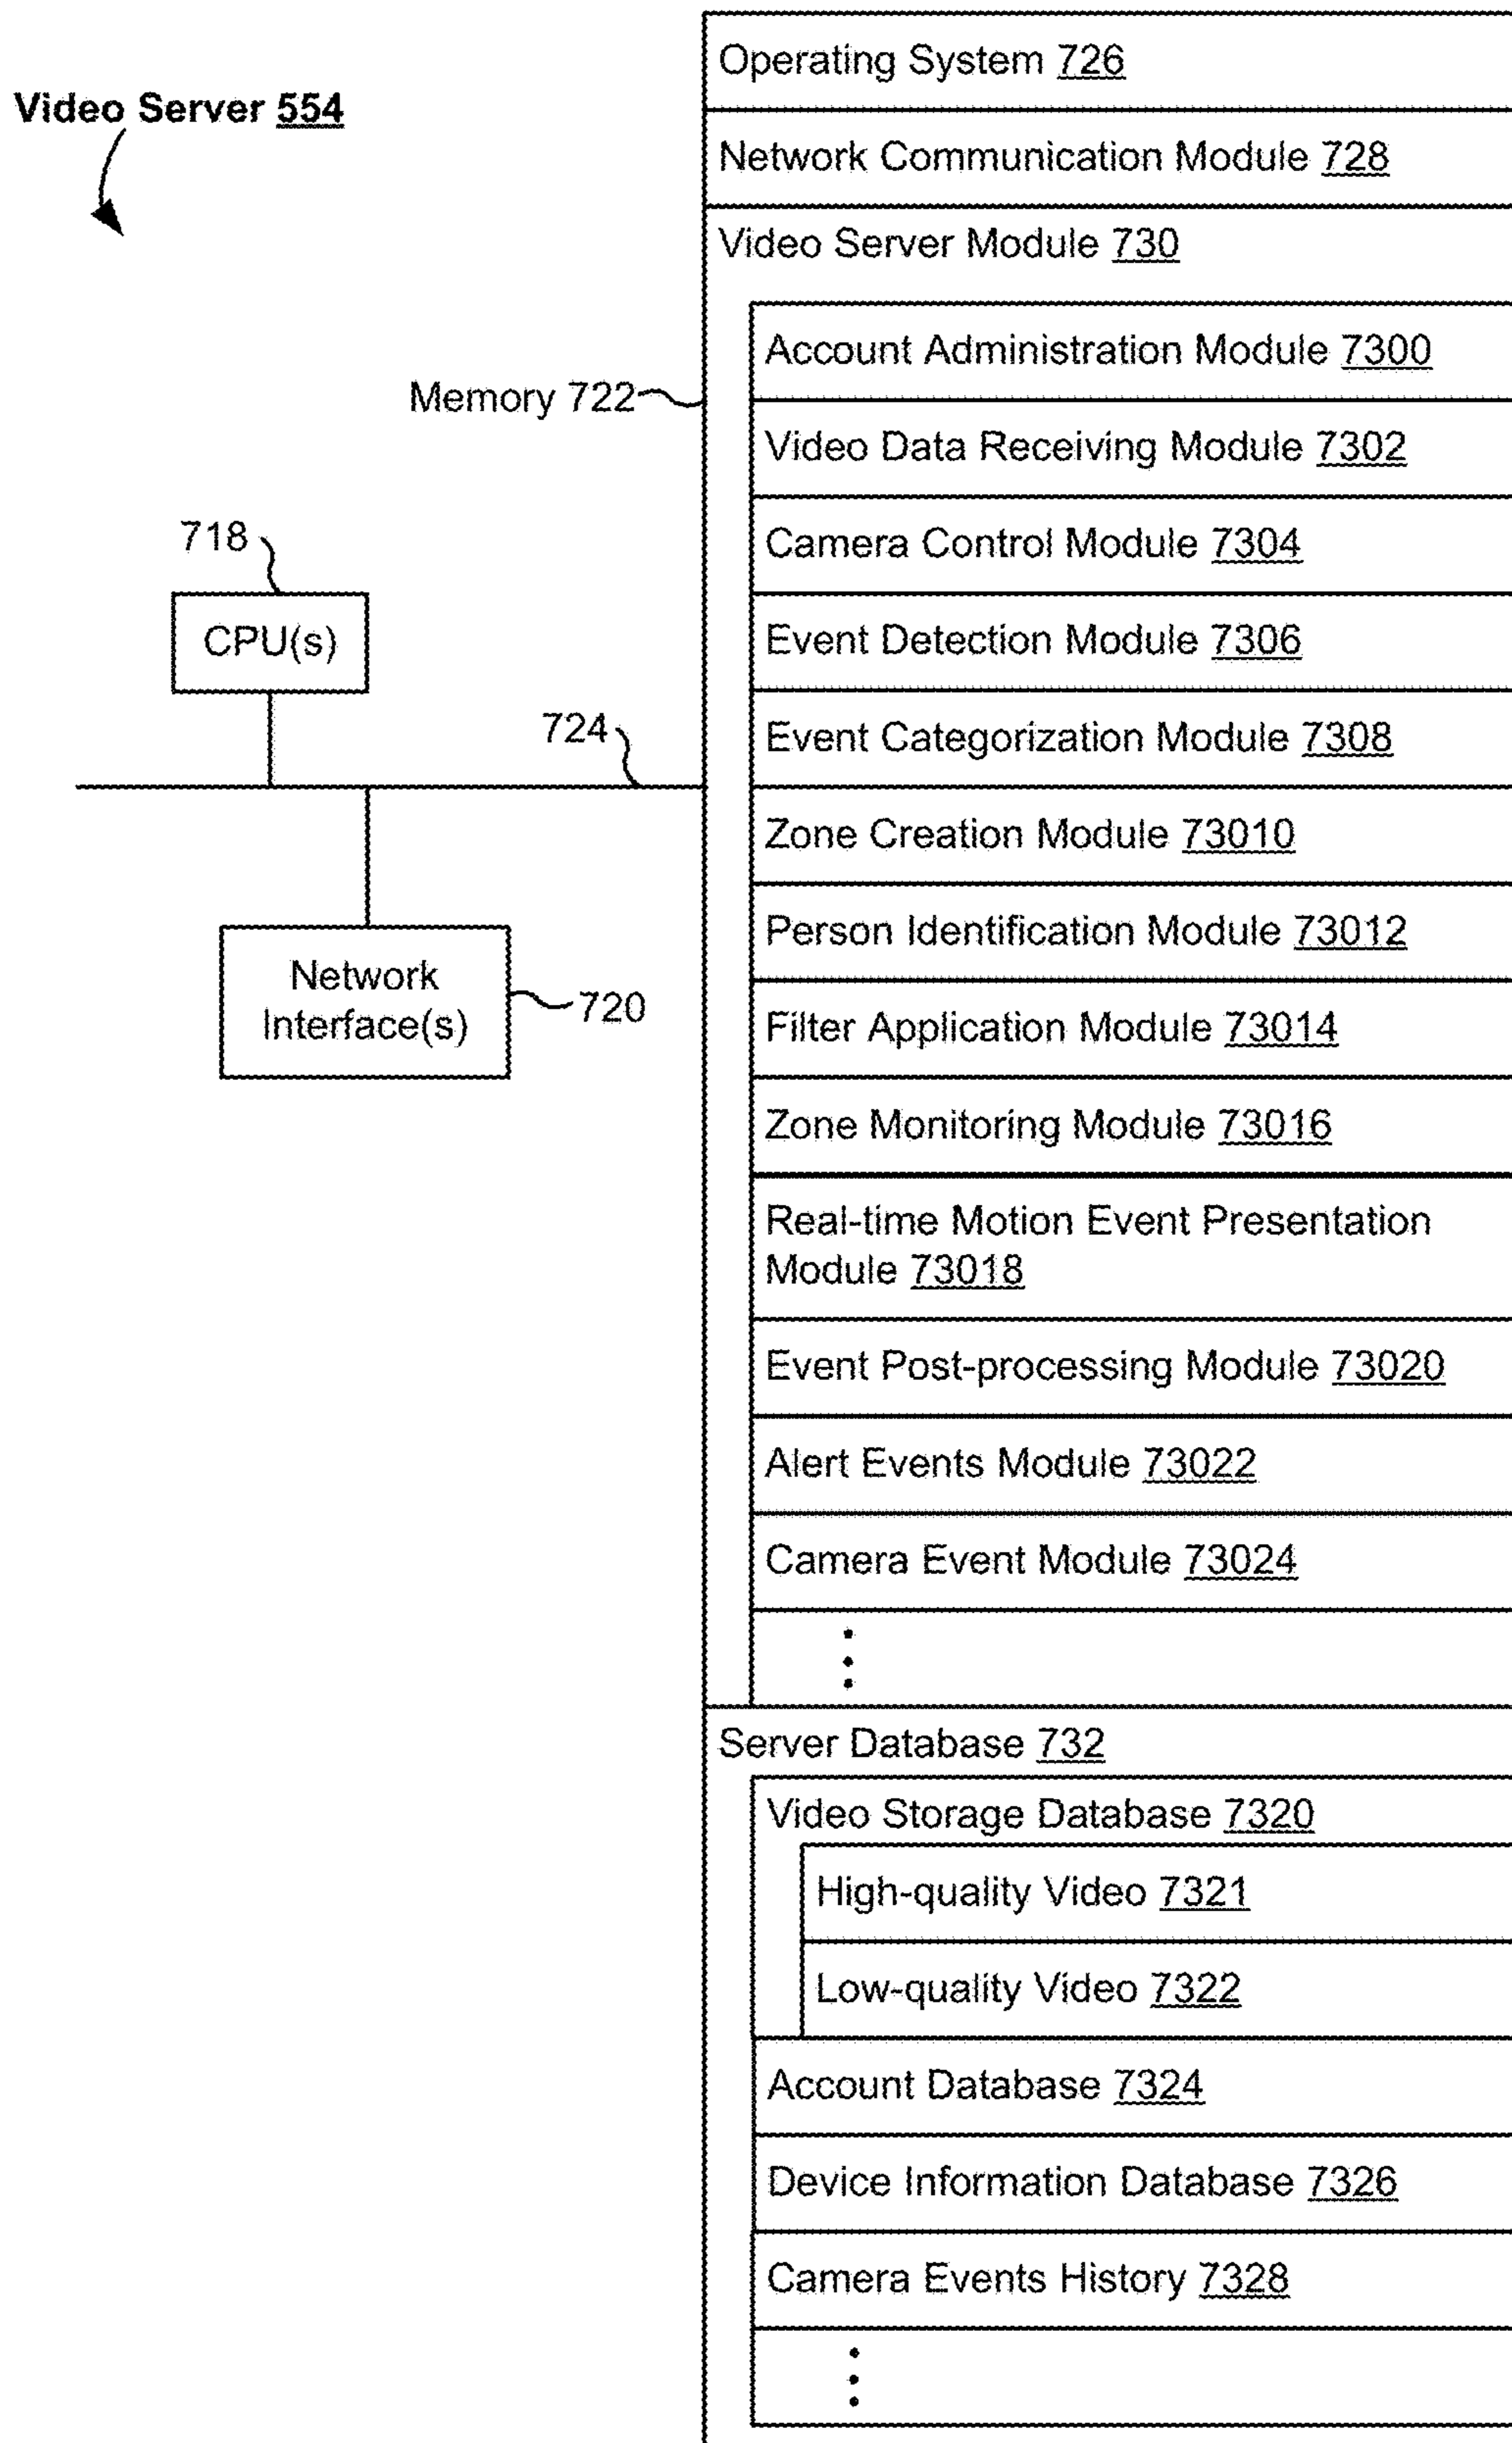 Video Server 554
Operating System 726
Network Communication Module 728
Video Server Module 730
Account Administration Module 7300
Memory 722
Video Data Receiving Module 7302
718
Camera Control Module 7304
CPU(s)
Event Detection Module 7306
724
Event Categorization Module 7308
Zone Creation Module 73010
Person Identification Module 73012
Network
Interface(s)
720
Filter Application Module 73014
Zone Monitoring Module 73016
Real-time Motion Event Presentation
Module 73018
Event Post-processing Module 73020
Alert Events Module 73022
Camera Event Module 73024
Server Database 732
Video Storage Database 7320
High-quality Video 7321
Low-quality Video 7322
Account Database 7324
Device Information Database 7326
Camera Events History 7328